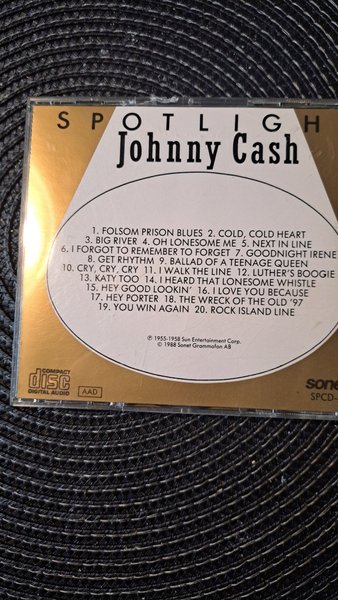 SPOTLIGH
Johnny Cash
1. FOLSOM PRISON BLUES 2. COLD, COLD HEART
3. BIG RIVER 4. OH LONESOME ME 5. NEXT IN LINE
6. I FORGOT TO REMEMBER TO FORGET 7. GOODNIGHT IRENE
8. GET RHYTHM 9. BALLAD OF A TEENAGE QUEEN
10. CRY, CRY, CRY 11. I WALK THE LINE 12. LUTHER'S BOOGIE
13. KATY TOO 14. I HEARD THAT LONESOME WHISTLE
15. HEY GOOD LOOKIN' 16. I LOVE YOU BECAUSE
17. HEY PORTER 18. THE WRECK OF THE OLD '97
19. YOU WIN AGAIN 20. ROCK ISLAND LINE
℗ 1955-1958 Sun Entertainment Corp.
© 1988 Sonet Grammofon AB
COMPACT
disc
DIGITAL AUDIO
AAD
sone
SPCD-